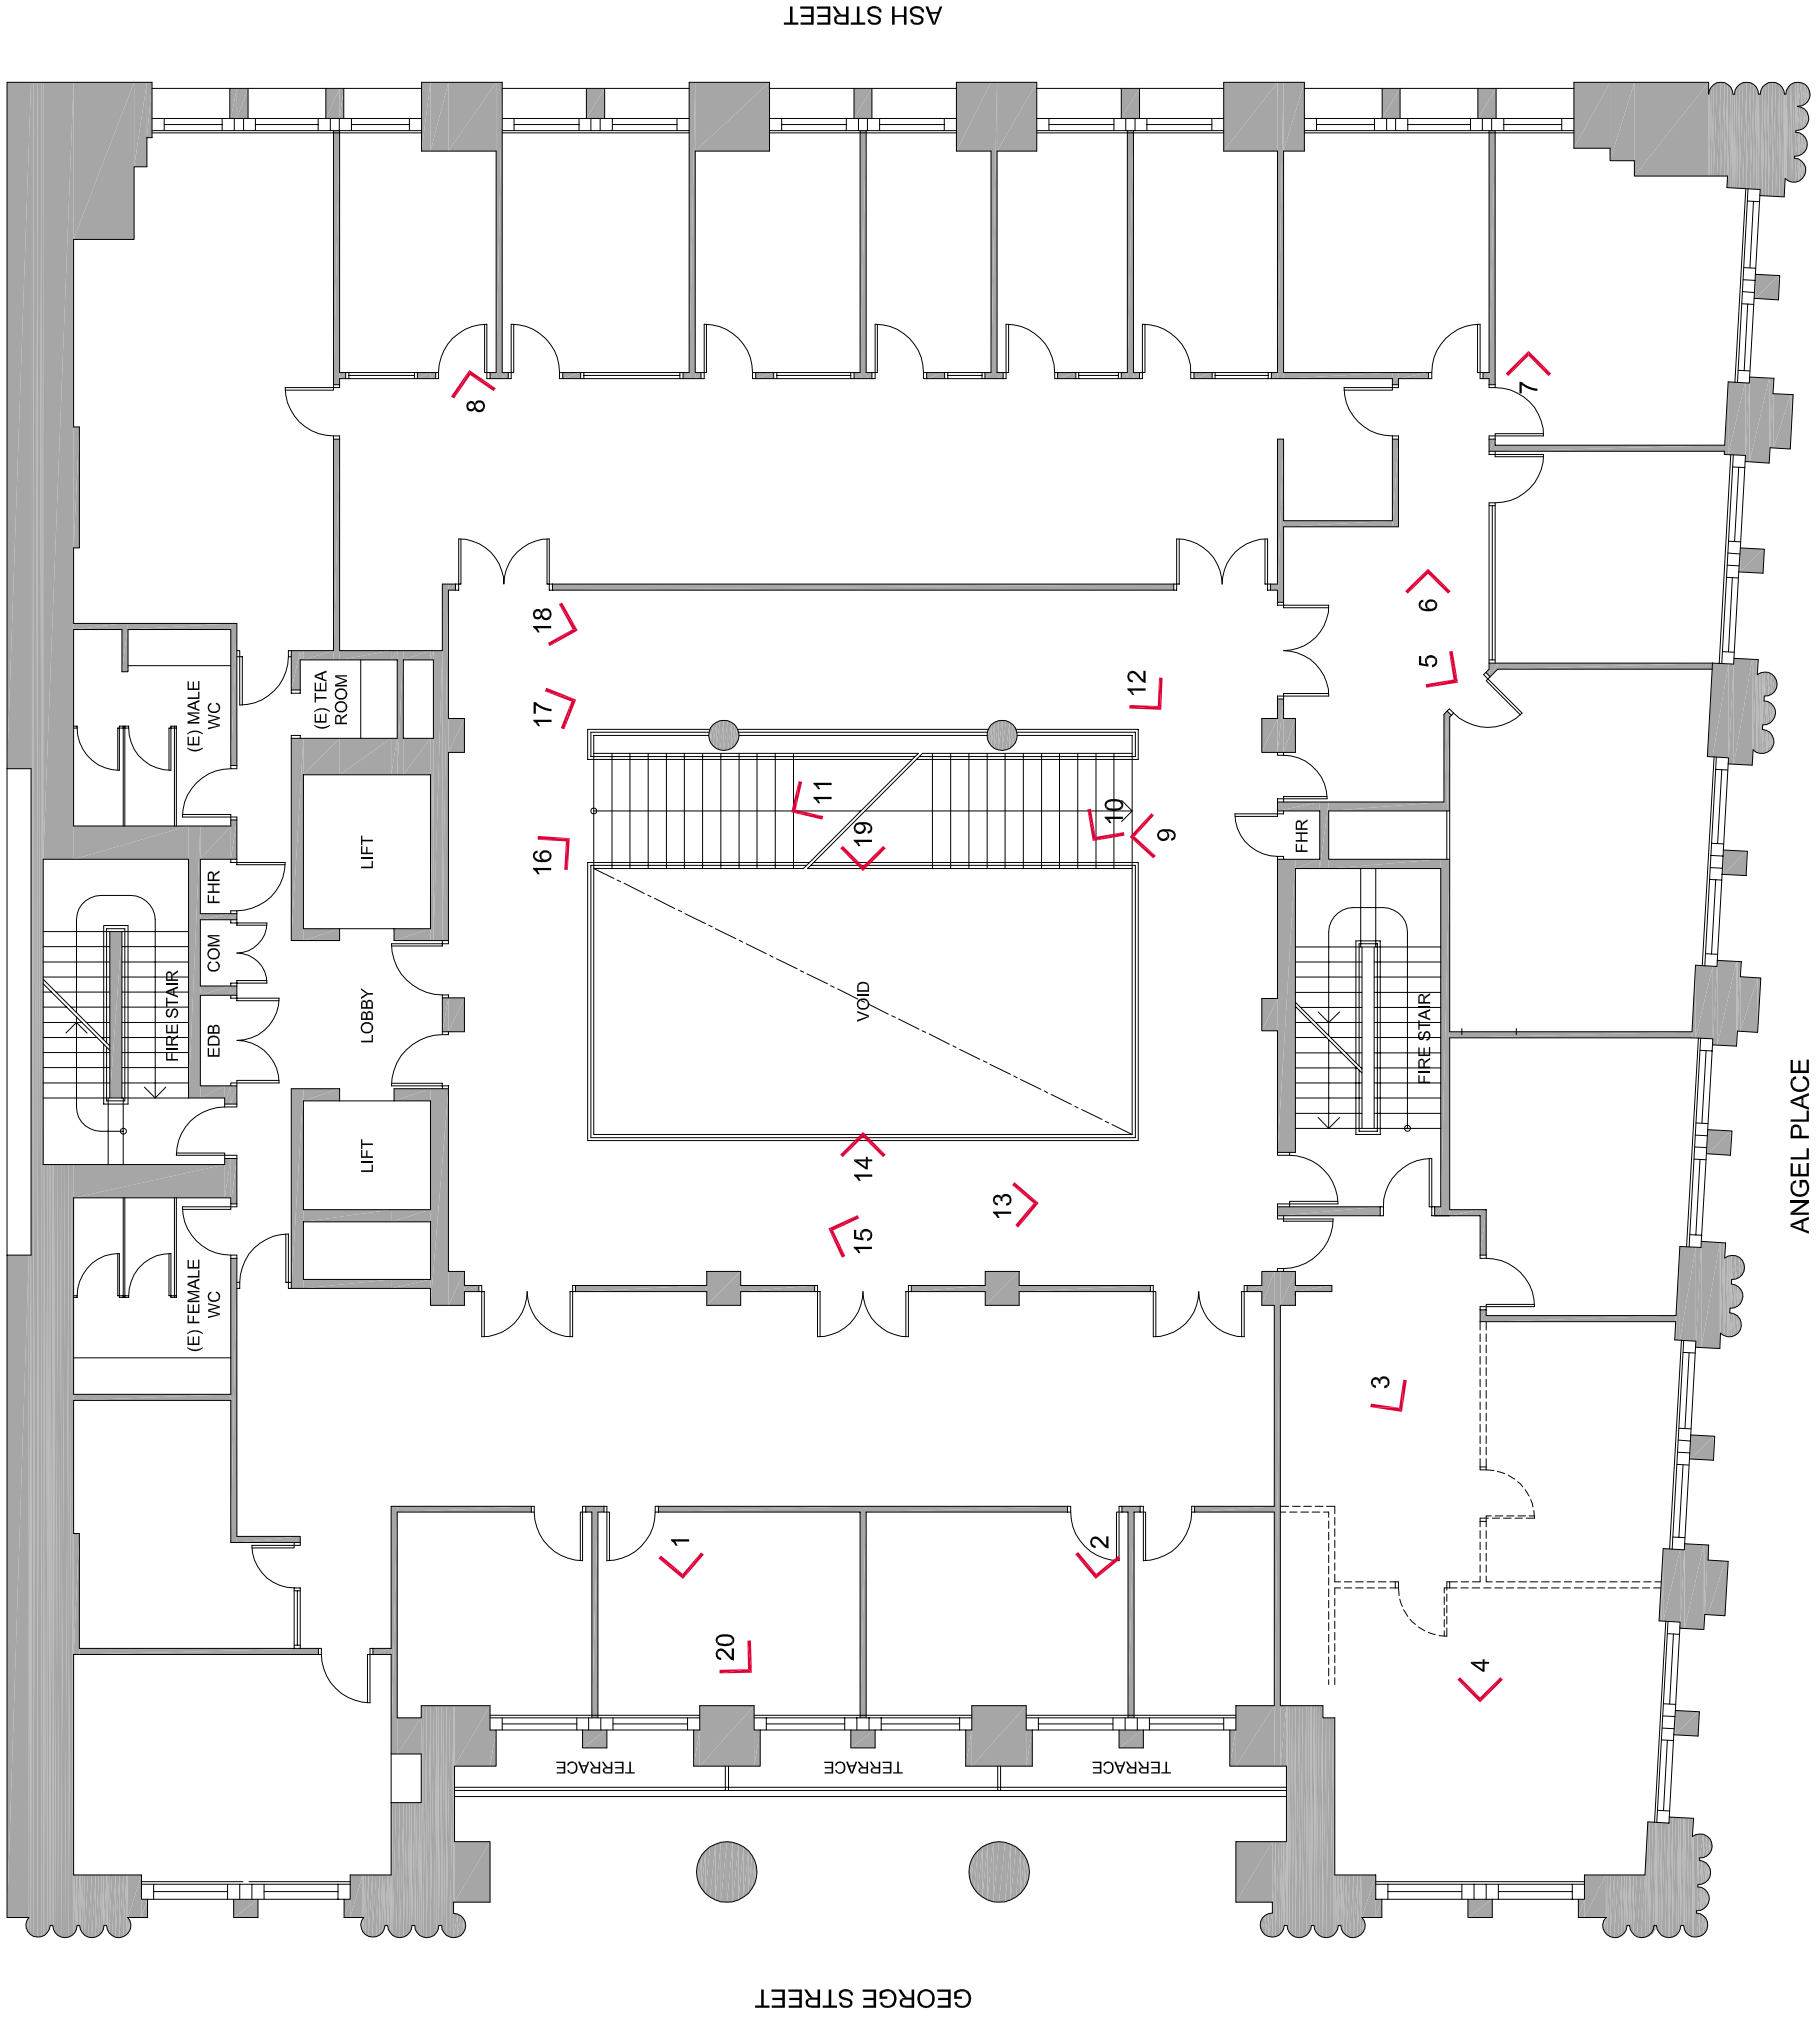 ASH STREET
8
7
18
17
12
6
5
(E) TEA
ROOM
(E) MALE
WC
11
10
19
9
16
LIFT
FHR
FHR
COM
FIRE STAIR
EDB
LOBBY
VOID
FIRE STAIR
LIFT
14
13
15
(E) FEMALE
WC
3
1
2
20
4
TERRACE
TERRACE
TERRACE
ANGEL PLACE
GEORGE STREET